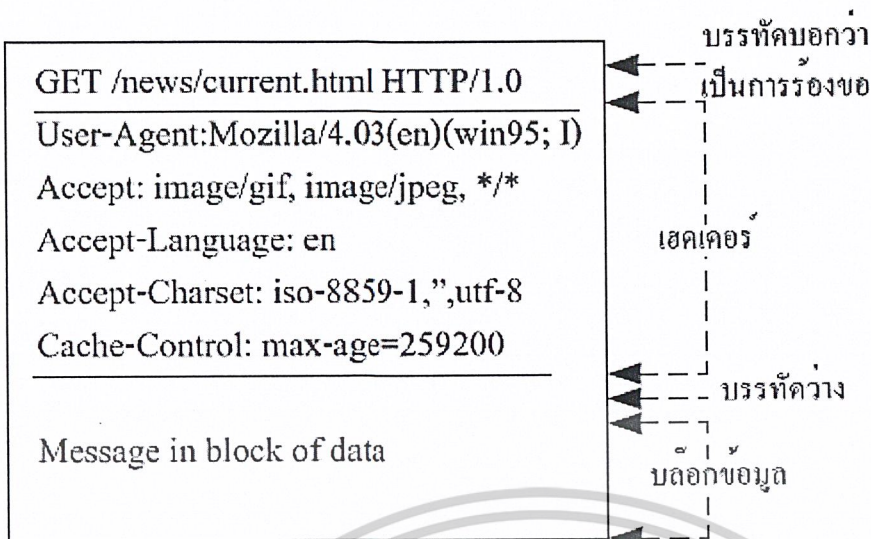 บรรทัดบอกว่า
เป็นการร้องขอ
GET /news/current.html HTTP/1.0
User-Agent:Mozilla/4.03(en)(win95; I)
Accept: image/gif, image/jpeg, */*
Accept-Language: en
Accept-Charset: iso-8859-1,",utf-8
Cache-Control: max-age=259200
เฮดเดอร์
บรรทัดว่าง
Message in block of data
บล๊อกข้อมูล